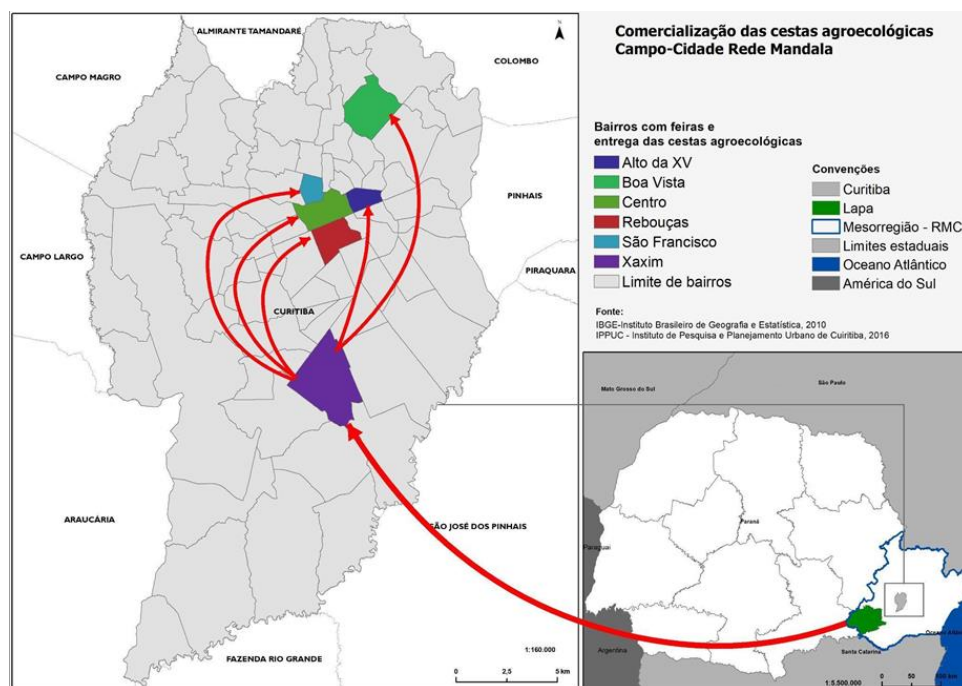 ALMIRANTE TAMANDARÉ
COLOMBO
CAMPO MAGRO
PINHAIS
CAMPO LARGO
PIRAQUARA
CURITIBA
ARAUCÁRIA
SÃO JOSÉ DOS PINHAIS
FAZENDA RIO GRANDE
1:160.000
0 2,5 5 km
Comercialização das cestas agroecológicas
Campo-Cidade Rede Mandala
Bairros com feiras e
entrega das cestas agroecológicas
Alto da XV
Boa Vista
Centro
Rebouças
São Francisco
Xaxim
Limite de bairros
Convenções
Curitiba
Lapa
Mesorregião - RMC
Limites estaduais
Oceano Atlântico
América do Sul
Fonte:
IBGE-Instituto Brasileiro de Geografia e Estatística, 2010
IPPUC - Instituto de Pesquisa e Planejamento Urbano de Cuiritiba, 2016
São Paulo
Mato Grosso do Sul
Paraná
Paraguai
Oceano Atlân
Santa Catarina
Argentina
1:5.500.000
0 50 100 km